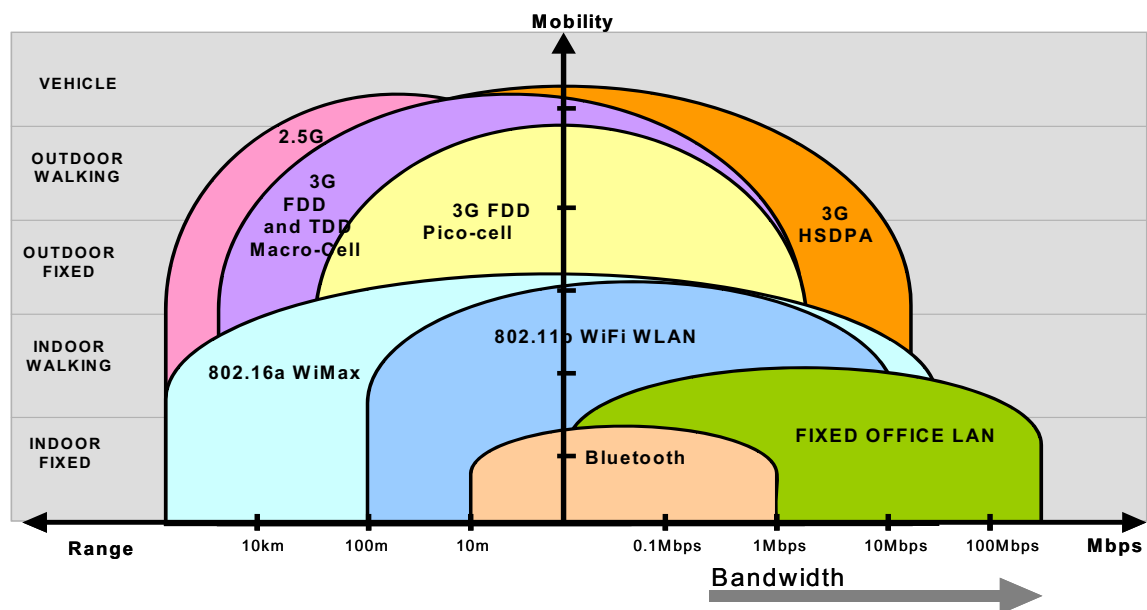 Mobility
VEHICLE
2.5G
OUTDOOR
WALKING
3G
FDD
and TDD
Macro-Cell
3G FDD
Pico-cell
3G
HSDPA
OUTDOOR
FIXED
802.11b WiFi WLAN
INDOOR
WALKING
802.16a WiMax
FIXED OFFICE LAN
INDOOR
FIXED
Bluetooth
Range
10km
100m
10m
0.1Mbps
1Mbps
10Mbps
100Mbps
Mbps
Bandwidth